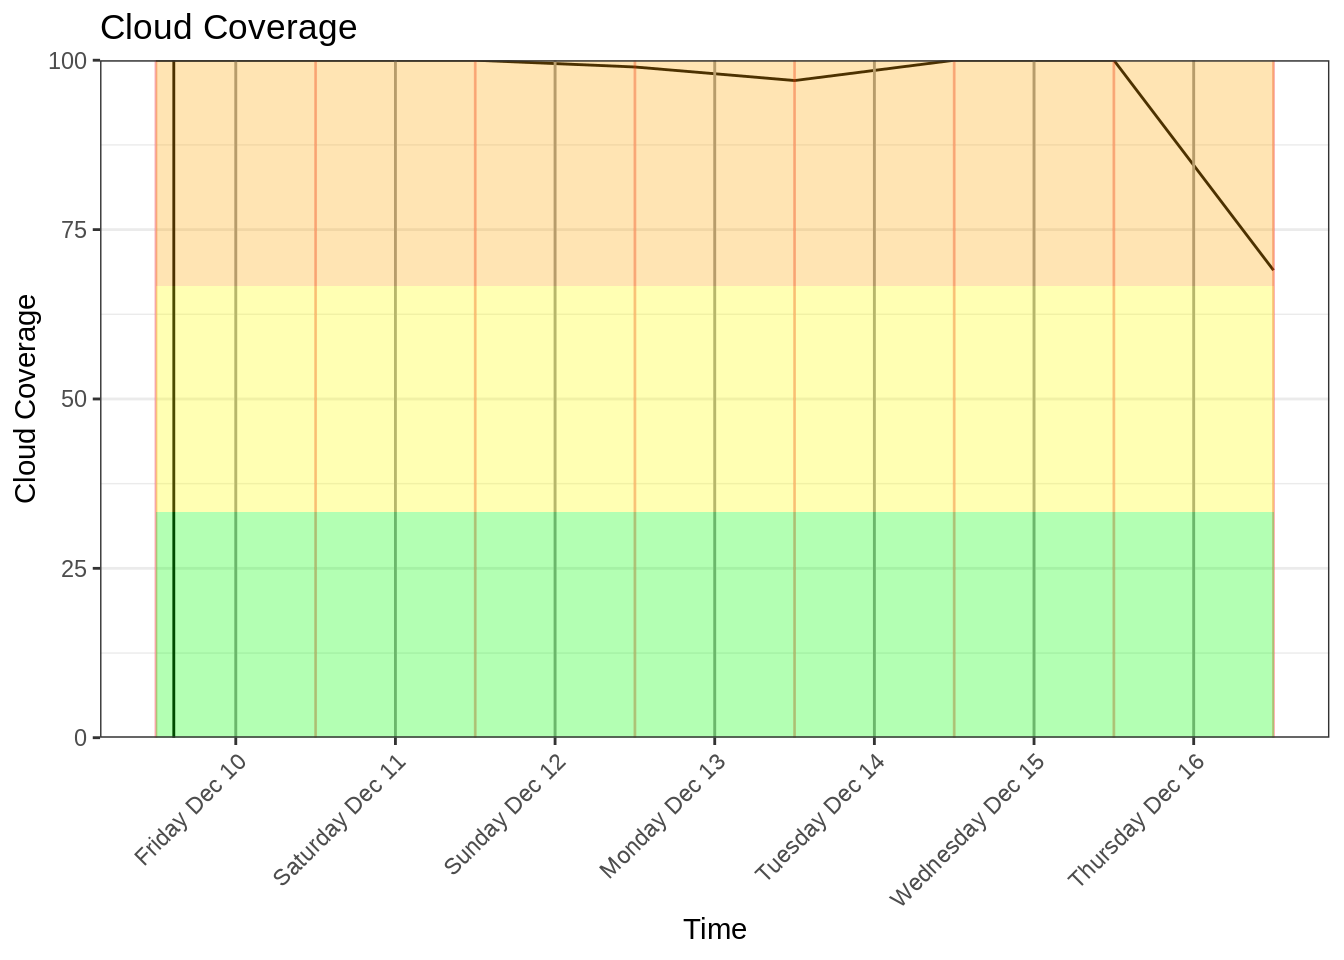 Cloud Coverage
Cloud Coverage
100
75
50
25
0
Friday Dec 10
Saturday Dec 11
Sunday Dec 12
Monday Dec 13
Tuesday Dec 14
Wednesday Dec 15
Thursday Dec 16
Time